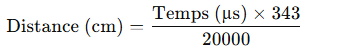 Distance (cm) = Temps (µs) × 343 / 20000